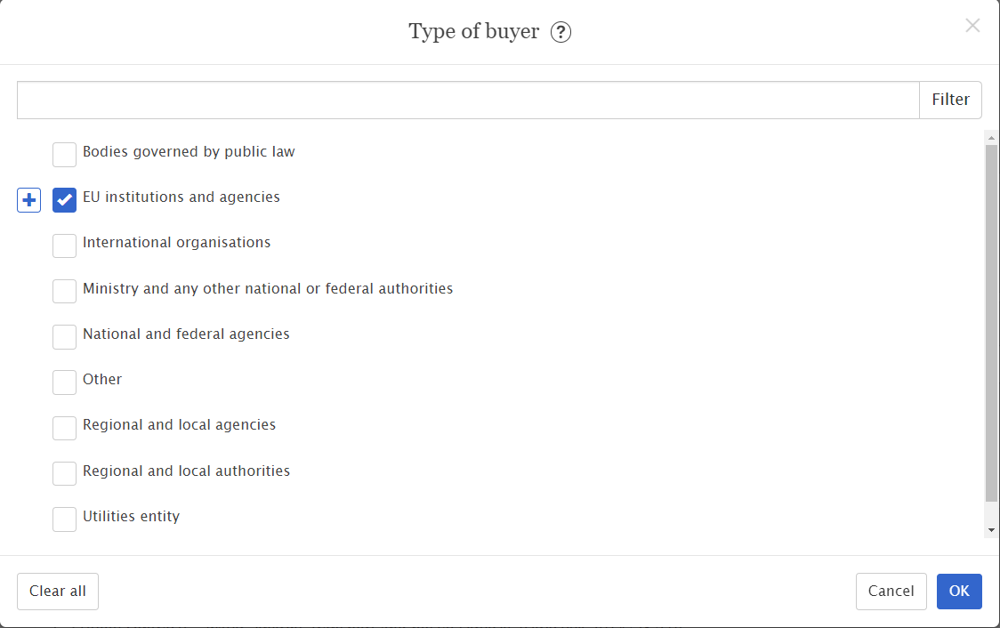 Type of buyer ?
Filter
Bodies governed by public law
EU institutions and agencies
International organisations
Ministry and any other national or federal authorities
National and federal agencies
Other
Regional and local agencies
Regional and local authorities
Utilities entity
Clear all
Cancel
OK